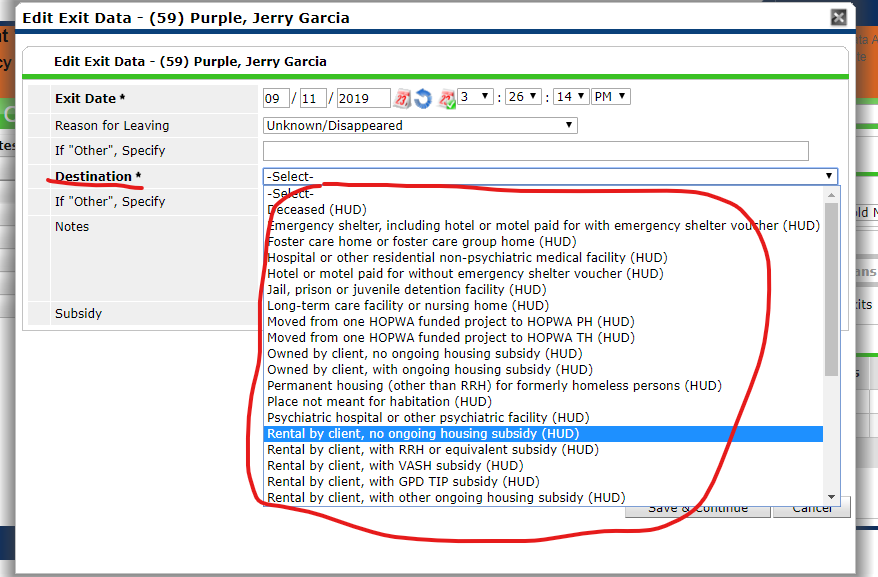 Edit Exit Data - (59) Purple, Jerry Garcia
Edit Exit Data - (59) Purple, Jerry Garcia
Exit Date *
09 / 11 / 2019 3 : 26 : 14 PM
Reason for Leaving
Unknown/Disappeared
If "Other", Specify
Destination *
-Select-
If "Other", Specify
Notes
Subsidy
-Select-
Deceased (HUD)
Emergency shelter, including hotel or motel paid for with emergency shelter voucher (HUD)
Foster care home or foster care group home (HUD)
Hospital or other residential non-psychiatric medical facility (HUD)
Hotel or motel paid for without emergency shelter voucher (HUD)
Jail, prison or juvenile detention facility (HUD)
Long-term care facility or nursing home (HUD)
Moved from one HOPWA funded project to HOPWA PH (HUD)
Moved from one HOPWA funded project to HOPWA TH (HUD)
Owned by client, no ongoing housing subsidy (HUD)
Owned by client, with ongoing housing subsidy (HUD)
Permanent housing (other than RRH) for formerly homeless persons (HUD)
Place not meant for habitation (HUD)
Psychiatric hospital or other psychiatric facility (HUD)
Rental by client, no ongoing housing subsidy (HUD)
Rental by client, with RRH or equivalent subsidy (HUD)
Rental by client, with VASH subsidy (HUD)
Rental by client, with GPD TIP subsidy (HUD)
Rental by client, with other ongoing housing subsidy (HUD)
Save & Continue
Cancel